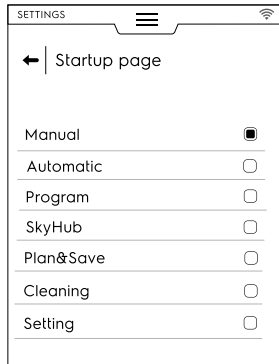 SETTINGS
Startup page
Manual
Automatic
Program
SkyHub
Plan&Save
Cleaning
Setting